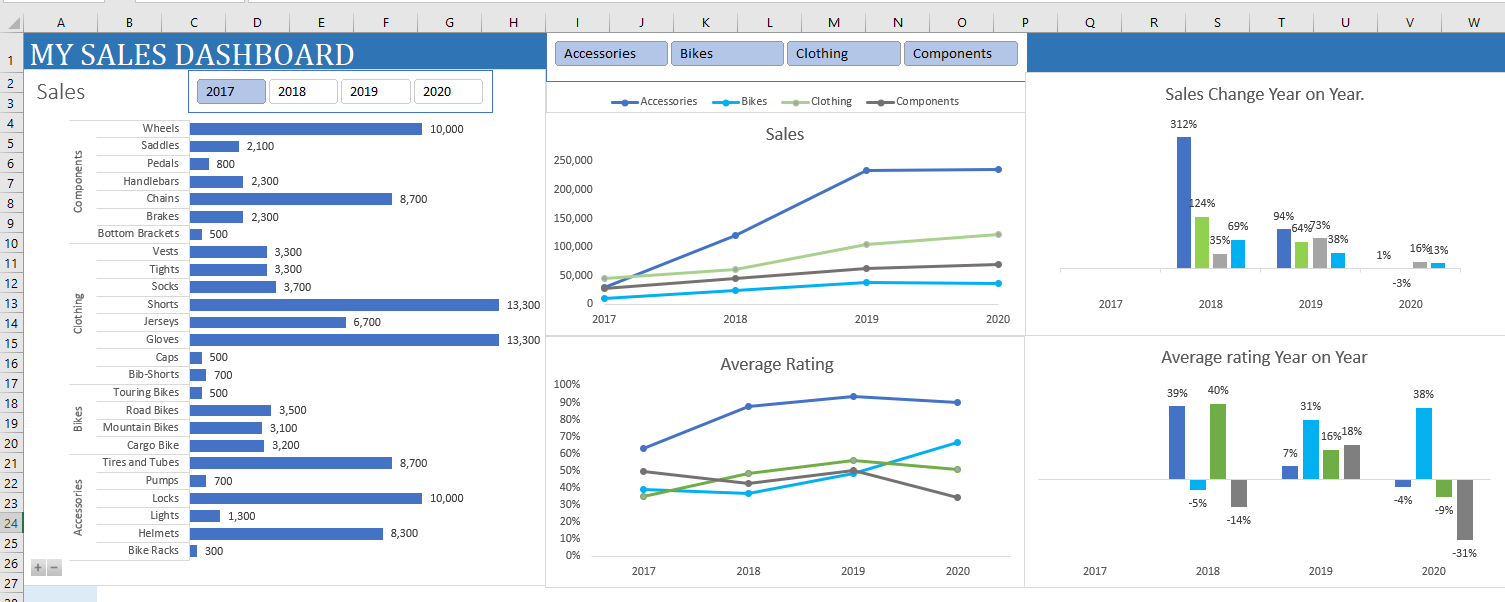 A B C D E F G H I J K L M N O P Q R S T U V W
1
2
3
4
5
6
7
8
9
10
11
12
13
14
15
16
17
18
19
20
21
22
23
24
25
26
27
MY SALES DASHBOARD
Accessories Bikes Clothing Components
Sales
2017 2018 2019 2020
Components
Wheels 10,000
Saddles 2,100
Pedals 800
Handlebars 2,300
Chains 8,700
Brakes 2,300
Bottom Brackets 500
Clothing
Vests 3,300
Tights 3,300
Socks 3,700
Shorts 13,300
Jerseys 6,700
Gloves 13,300
Caps 500
Bib-Shorts 700
Bikes
Touring Bikes 500
Road Bikes 3,500
Mountain Bikes 3,100
Cargo Bike 3,200
Accessories
Tires and Tubes 8,700
Pumps 700
Locks 10,000
Lights 1,300
Helmets 8,300
Bike Racks 300
+ −
Accessories Bikes Clothing Components
Sales
250,000
200,000
150,000
100,000
50,000
0
2017 2018 2019 2020
Average Rating
100%
90%
80%
70%
60%
50%
40%
30%
20%
10%
0%
2017 2018 2019 2020
Sales Change Year on Year.
312% 124% 35% 69%
94% 64% 73% 38%
1% -3% 16% 13%
2017 2018 2019 2020
Average rating Year on Year
39% -5% 40% -14%
7% 31% 16% 18%
-4% 38% -9% -31%
2017 2018 2019 2020